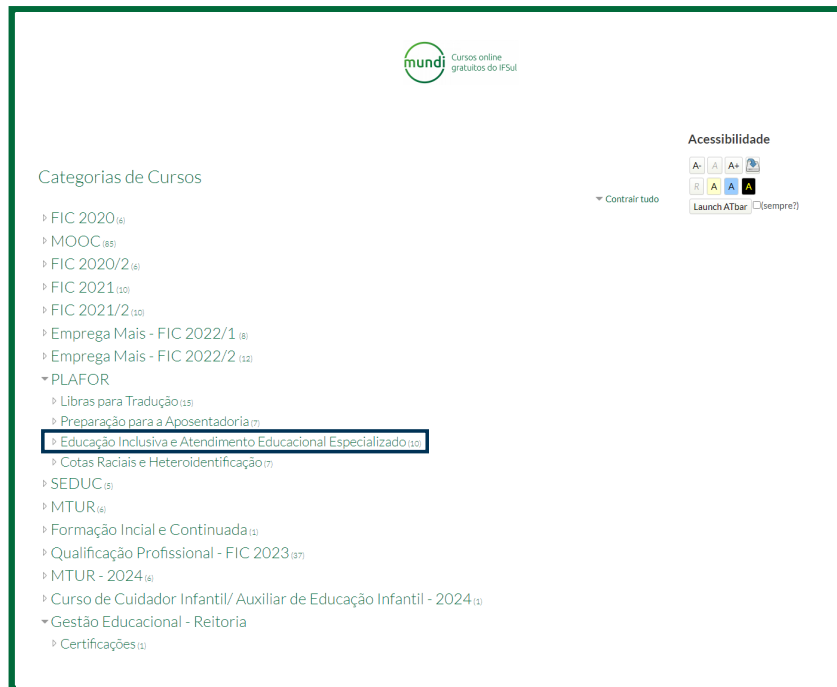 mundi
Cursos online
gratuitos do IFSul
Acessibilidade
A- A A+
R A A A
Launch ATbar (sempre?)
Categorias de Cursos
Contrair tudo
FIC 2020 (6)
MOOC (85)
FIC 2020/2 (6)
FIC 2021 (10)
FIC 2021/2 (10)
Emprega Mais - FIC 2022/1 (8)
Emprega Mais - FIC 2022/2 (12)
PLAFOR
Libras para Tradução (15)
Preparação para a Aposentadoria (7)
Educação Inclusiva e Atendimento Educacional Especializado (10)
Cotas Raciais e Heteroidentificação (7)
SEDUC (5)
MTUR (6)
Formação Incial e Continuada (1)
Qualificação Profissional - FIC 2023 (37)
MTUR - 2024 (6)
Curso de Cuidador Infantil/ Auxiliar de Educação Infantil - 2024 (1)
Gestão Educacional - Reitoria
Certificações (1)